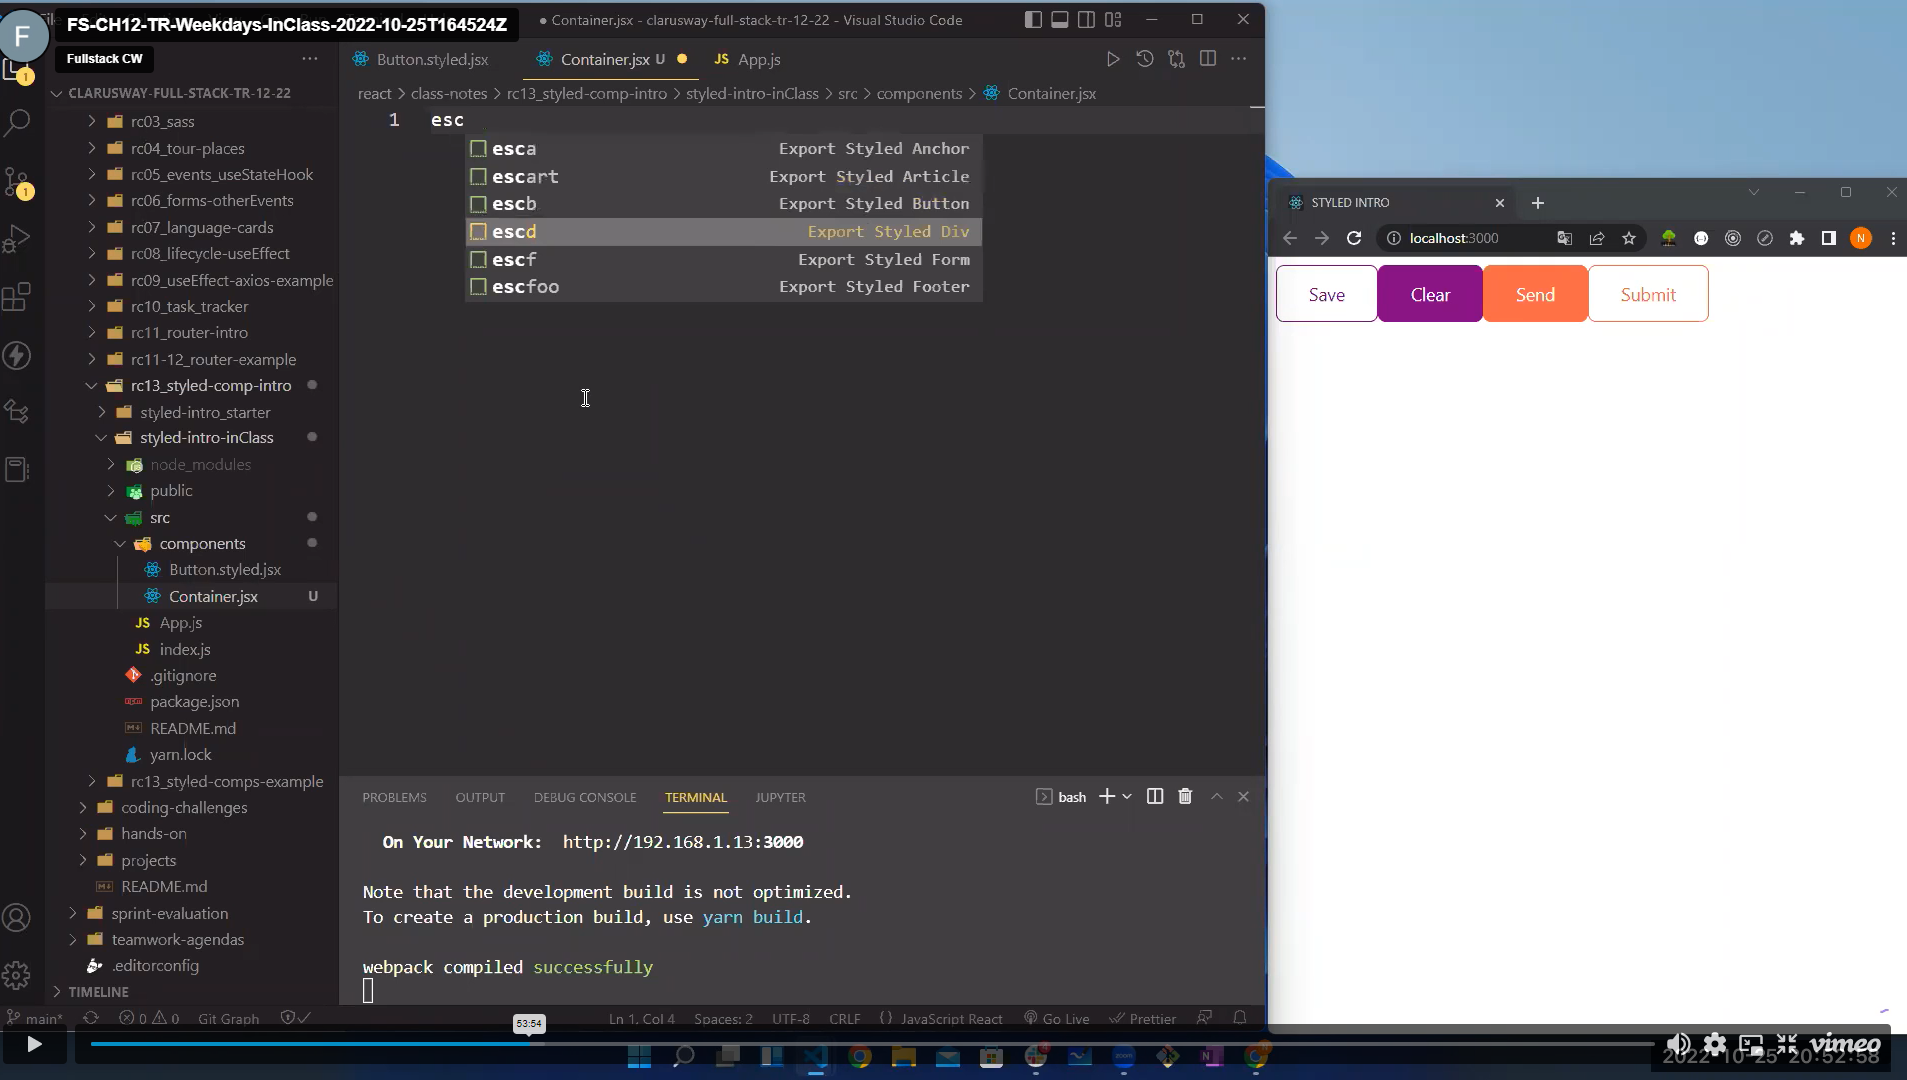 F
FS-CH12-TR-Weekdays-InClass-2022-10-25T164524Z
Fullstack CW
Container.jsx - clarusway-full-stack-tr-12-22 - Visual Studio Code
Button.styled.jsx
Container.jsx U
JS App.js
react > class-notes > rc13_styled-comp-intro > styled-intro-inClass > src > components > Container.jsx
CLARUSWAY-FULL-STACK-TR-12-22
rc03_sass
rc04_tour-places
rc05_events_useStateHook
rc06_forms-otherEvents
rc07_language-cards
rc08_lifecycle-useEffect
rc09_useEffect-axios-example
rc10_task_tracker
rc11_router-intro
rc11-12_router-example
rc13_styled-comp-intro
styled-intro_starter
styled-intro-inClass
node_modules
public
src
components
Button.styled.jsx
Container.jsx U
JS App.js
JS index.js
.gitignore
package.json
README.md
yarn.lock
rc13_styled-comps-example
coding-challenges
hands-on
projects
README.md
sprint-evaluation
teamwork-agendas
.editorconfig
TIMELINE
1
1
1 esc
esca Export Styled Anchor
escart Export Styled Article
escb Export Styled Button
escd Export Styled Div
escf Export Styled Form
escfoo Export Styled Footer
PROBLEMS OUTPUT DEBUG CONSOLE TERMINAL JUPYTER
bash
On Your Network: http://192.168.1.13:3000
Note that the development build is not optimized.
To create a production build, use yarn build.
webpack compiled successfully
main* 0 0 Git Graph
Ln 1, Col 4 Spaces: 2 UTF-8 CRLF {} JavaScript React Go Live Prettier
STYLED INTRO
localhost:3000
N
Save Clear Send Submit
53:54
vimeo
2022-10-25 20:52:58